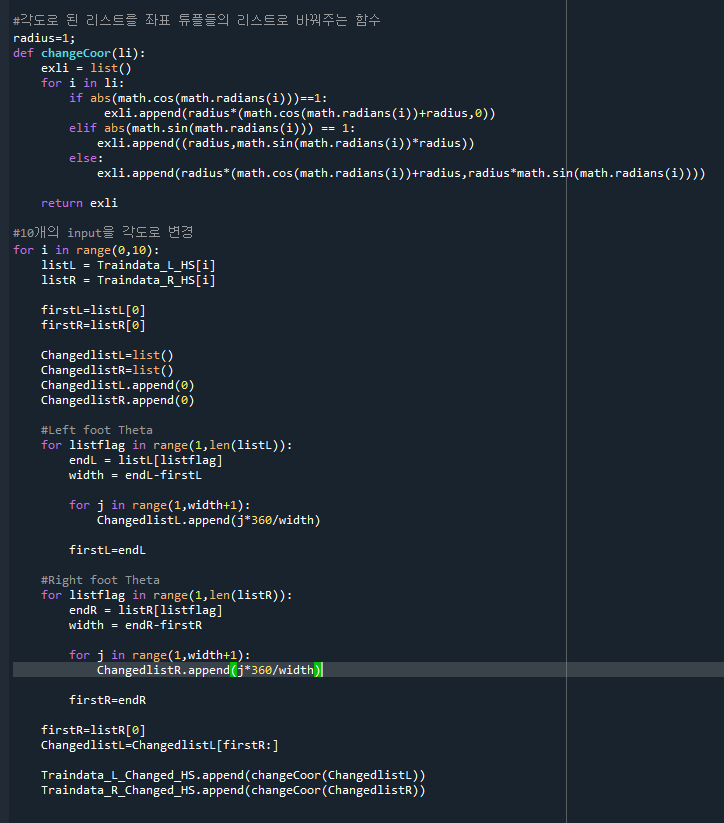 #각도로 된 리스트를 좌표 튜플들의 리스트로 바꿔주는 함수
radius=1;
def changeCoor(li):
    exli = list()
    for i in li:
        if abs(math.cos(math.radians(i)))==1:
             exli.append(radius*(math.cos(math.radians(i))+radius,0))
        elif abs(math.sin(math.radians(i))) == 1:
            exli.append((radius,math.sin(math.radians(i))*radius))
        else:
            exli.append(radius*(math.cos(math.radians(i))+radius,radius*math.sin(math.radians(i))))
    return exli
#10개의 input을 각도로 변경
for i in range(0,10):
    listL = Traindata_L_HS[i]
    listR = Traindata_R_HS[i]
    firstL=listL[0]
    firstR=listR[0]
    ChangedlistL=list()
    ChangedlistR=list()
    ChangedlistL.append(0)
    ChangedlistR.append(0)
    #Left foot Theta
    for listflag in range(1,len(listL)):
        endL = listL[listflag]
        width = endL-firstL
        for j in range(1,width+1):
            ChangedlistL.append(j*360/width)
        firstL=endL
    #Right foot Theta
    for listflag in range(1,len(listR)):
        endR = listR[listflag]
        width = endR-firstR
        for j in range(1,width+1):
            ChangedlistR.append(j*360/width)
        firstR=endR
    firstR=listR[0]
    ChangedlistL=ChangedlistL[firstR:]
    Traindata_L_Changed_HS.append(changeCoor(ChangedlistL))
    Traindata_R_Changed_HS.append(changeCoor(ChangedlistR))